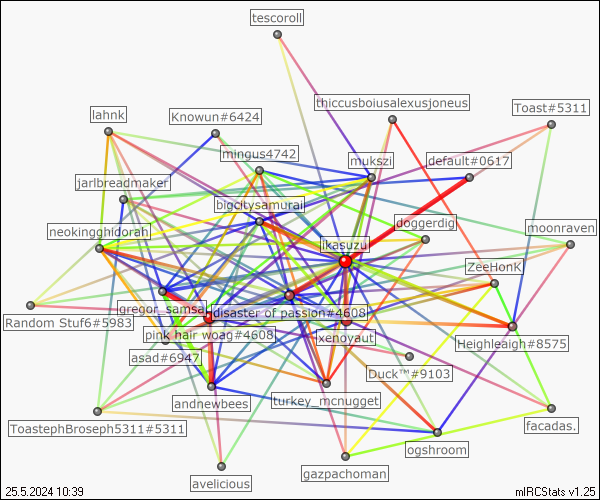 tescoroll
thiccusboiusalexusjoneus
Toast#5311
lahnk
Knowun#6424
mingus4742
mukszi
default#0617
jarlbreadmaker
bigcitysamurai
doggerdig
moonraven
neokingghidorah
ikasuzu
ZeeHonK
gregor_samsa
disaster of passion#4608
Random Stuf6#5983
pink hair woag#4608
xenovaut
Heighleaigh#8575
asad#6947
Duck™#9103
andnewbees
turkey_mcnugget
ToastephBroseph5311#5311
facadas.
ogshroom
avelicious
gazpachoman
25.5.2024 10:39
mIRCStats v1.25